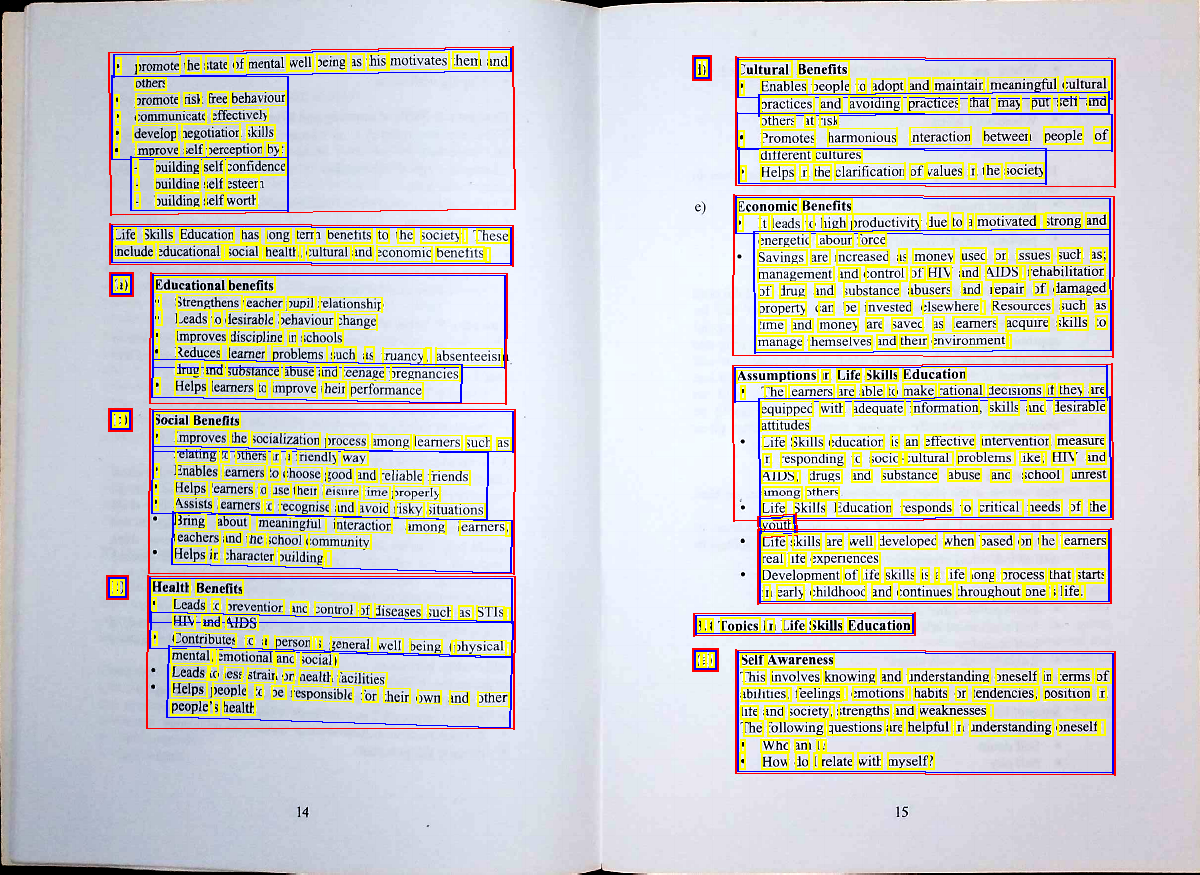 • promote the state of mental well being as this motivates them and
others
• promote risk free behaviour
• communicate effectively
• develop negotiation skills
• improve self perception by:
- building self confidence
- building self esteem
- building self worth
Life Skills Education has long term benefits to the society. These
include educational, social health, cultural and economic benefits.
Educational benefits
• Strengthens teacher pupil relationship
• Leads to desirable behaviour change
• Improves discipline in schools
• Reduces learner problems such as truancy, absenteeism,
drug and substance abuse and teenage pregnancies
• Helps learners to improve their performance
Social Benefits
• Improves the socialization process among learners such as
relating to others in a friendly way
• Enables learners to choose good and reliable friends
• Helps learners to use their leisure time properly
• Assists learners to recognise and avoid risky situations
• Bring about meaningful interaction among learners,
teachers and the school community
• Helps in character building
Health Benefits
• Leads to prevention and control of diseases such as STIs
HIV and AIDS
• Contributes to a person's general well being (physical
mental, emotional and social)
• Leads to less strain on health facilities
• Helps people to be responsible for their own and other
people's health
14
d)
Cultural Benefits
• Enables people to adopt and maintain meaningful cultural
practices and avoiding practices that may put self and
others at risk
• Promotes harmonious interaction between people of
different cultures
• Helps in the clarification of values in the society
e)
Economic Benefits
• It leads to high productivity due to a motivated, strong and
energetic labour force
• Savings are increased as money used on issues such as;
management and control of HIV and AIDS, rehabilitation
of drug and substance abusers and repair of damaged
property can be invested elsewhere. Resources such as
time and money are saved as learners acquire skills to
manage themselves and their environment
Assumptions in Life Skills Education
• The learners are able to make rational decisions if they are
equipped with adequate information, skills and desirable
attitudes
• Life Skills education is an effective intervention measure
in responding to socio-cultural problems like; HIV and
AIDS, drugs and substance abuse and school unrest
among others
• Life Skills Education responds to critical needs of the
youth
• Life skills are well developed when based on the learners
real life experiences
• Development of life skills is a life long process that starts
in early childhood and continues throughout one's life.
Topics in Life Skills Education
Self Awareness
This involves knowing and understanding oneself in terms of
abilities, feelings, emotions, habits or tendencies, position in
life and society, strengths and weaknesses
The following questions are helpful in understanding oneself
• Who am I?
• How do I relate with myself?
15